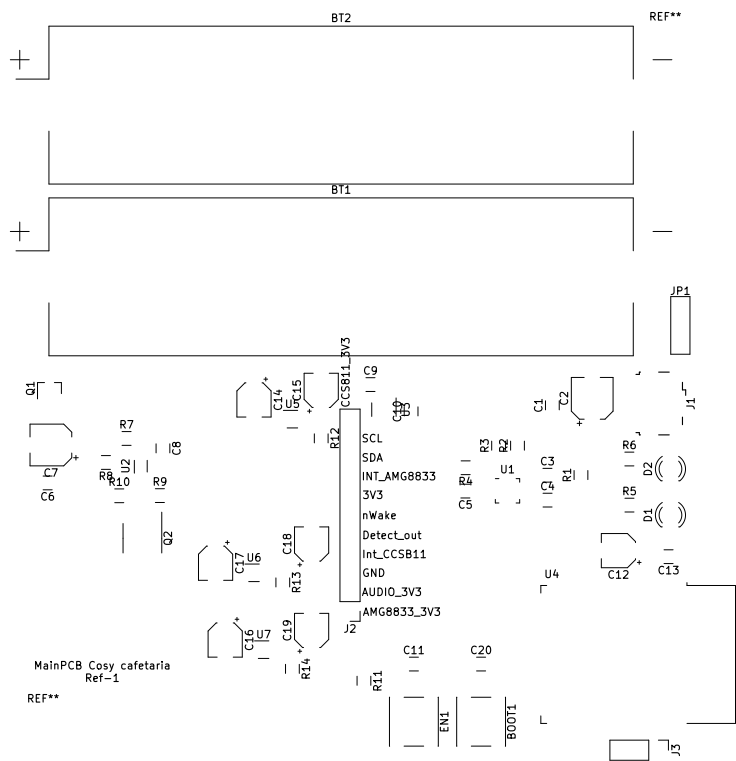 BT2
REF**
BT1
JP1
CCS811_3V3
C9
Q1
C14
C15
U5
C10
U3
C1
C2
J1
R7
R12
SCL
R3
R2
R6
C8
SDA
U2
R8
C7
INT_AMG8833
R4
U1
C3
R1
D2
R10
R9
3V3
C6
C5
C4
R5
nWake
D1
Q2
Detect_out
C18
Int_CCSB11
C17
U6
GND
R13
U4
C12
C13
AUDIO_3V3
AMG8833_3V3
C16
U7
C19
J2
MainPCB Cosy cafetaria
Ref-1
R14
R11
C11
C20
REF**
EN1
BOOT1
J3